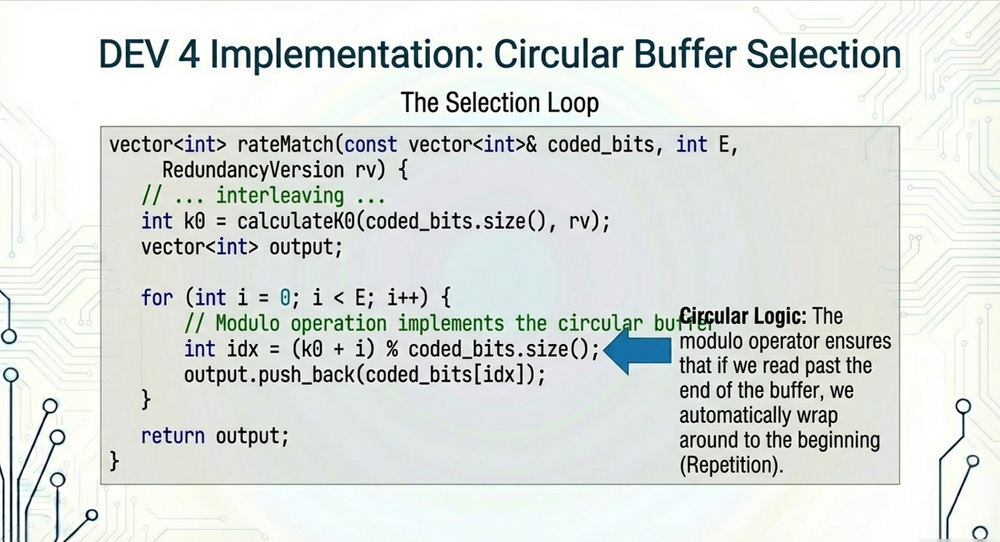 DEV 4 Implementation: Circular Buffer Selection
The Selection Loop
vector<int> rateMatch(const vector<int>& coded_bits, int E,
RedundancyVersion rv) {
// ... interleaving ...
int k0 = calculateK0(coded_bits.size(), rv);
vector<int> output;
for (int i = 0; i < E; i++) {
// Modulo operation implements the circular buffer
int idx = (k0 + i) % coded_bits.size();
output.push_back(coded_bits[idx]);
}
return output;
}
Circular Logic: The
modulo operator ensures
that if we read past the
end of the buffer, we
automatically wrap
around to the beginning
(Repetition).